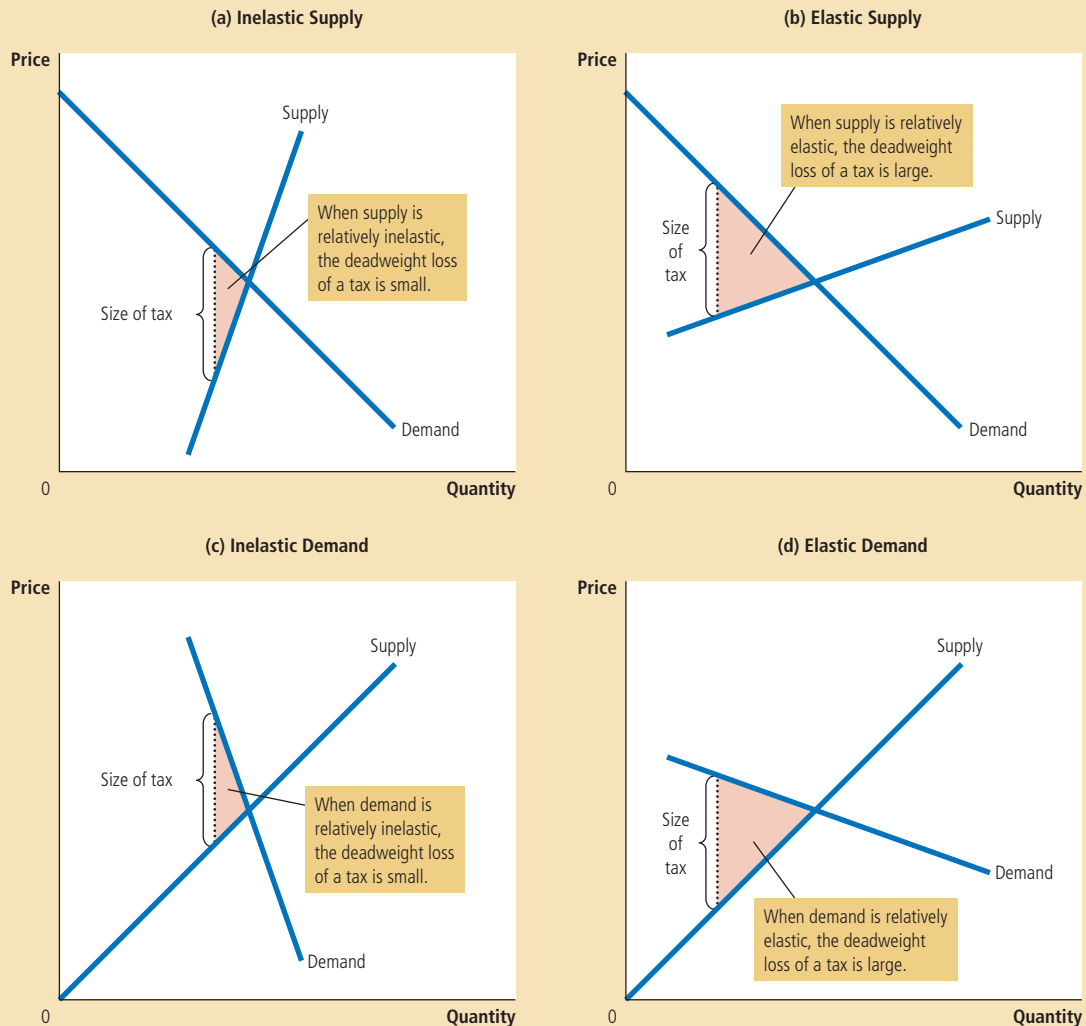 (a) Inelastic Supply
Price
Supply
When supply is
relatively inelastic,
the deadweight loss
of a tax is small.
Size of tax
Demand
0
Quantity
(b) Elastic Supply
Price
When supply is relatively
elastic, the deadweight
loss of a tax is large.
Size
of
tax
Supply
Demand
0
Quantity
(c) Inelastic Demand
Price
Supply
Size of tax
When demand is
relatively inelastic,
the deadweight loss
of a tax is small.
Demand
0
Quantity
(d) Elastic Demand
Price
Supply
Size
of
tax
Demand
When demand is relatively
elastic, the deadweight
loss of a tax is large.
0
Quantity